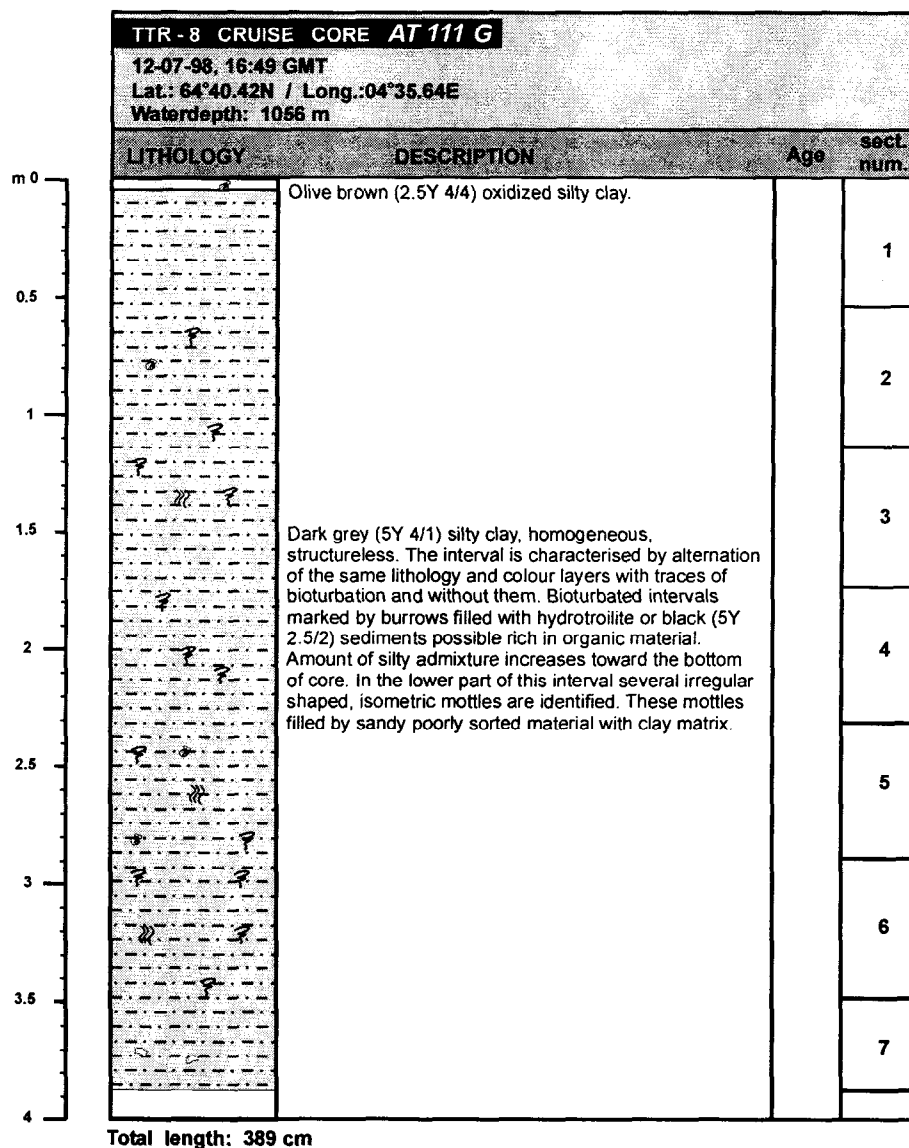 TTR - 8 CRUISE CORE AT 111 G
12-07-98, 16:49 GMT
Lat.: 64°40.42N / Long.:04°35.64E
Waterdepth: 1056 m
LITHOLOGY DESCRIPTION Age sect. num.
m 0
Olive brown (2.5Y 4/4) oxidized silty clay.
1
0.5
2
1
3
1.5
Dark grey (5Y 4/1) silty clay, homogeneous,
structureless. The interval is characterised by alternation
of the same lithology and colour layers with traces of
bioturbation and without them. Bioturbated intervals
marked by burrows filled with hydrotroilite or black (5Y
2.5/2) sediments possible rich in organic material.
Amount of silty admixture increases toward the bottom
of core. In the lower part of this interval several irregular
shaped, isometric mottles are identified. These mottles
filled by sandy poorly sorted material with clay matrix.
2
4
2.5
5
3
6
3.5
7
4
Total length: 389 cm